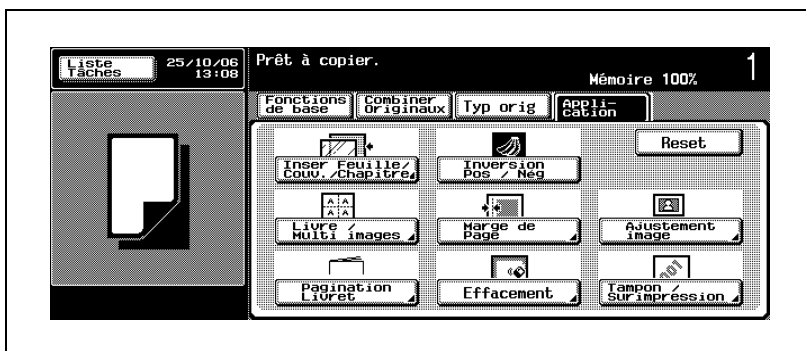 Liste
Tâches
25/10/06
13:08
Prêt à copier.
Mémoire 100%
1
Fonctions
de base
Combiner
Originaux
Typ orig
Appli-
cation
Inser Feuille/
Couv./Chapitre
Inversion
Pos / Nég
Reset
Livre /
Multi images
Marge de
Page
Ajustement
image
Pagination
Livret
Effacement
Tampon /
Surimpression